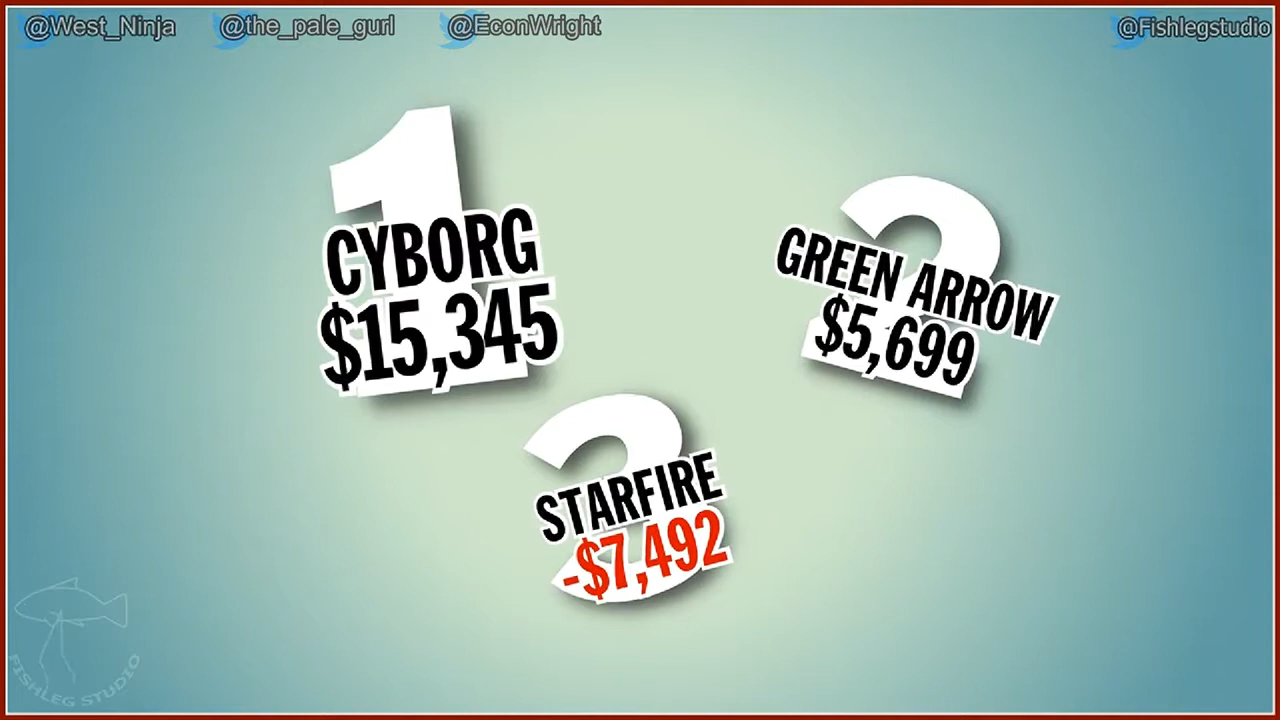 @West_Ninja @the_pale_gurl @EconWright @Fishlegstudio
1
CYBORG
$15,345
2
GREEN ARROW
$5,699
3
STARFIRE
-$7,492
FISHLEG STUDIO